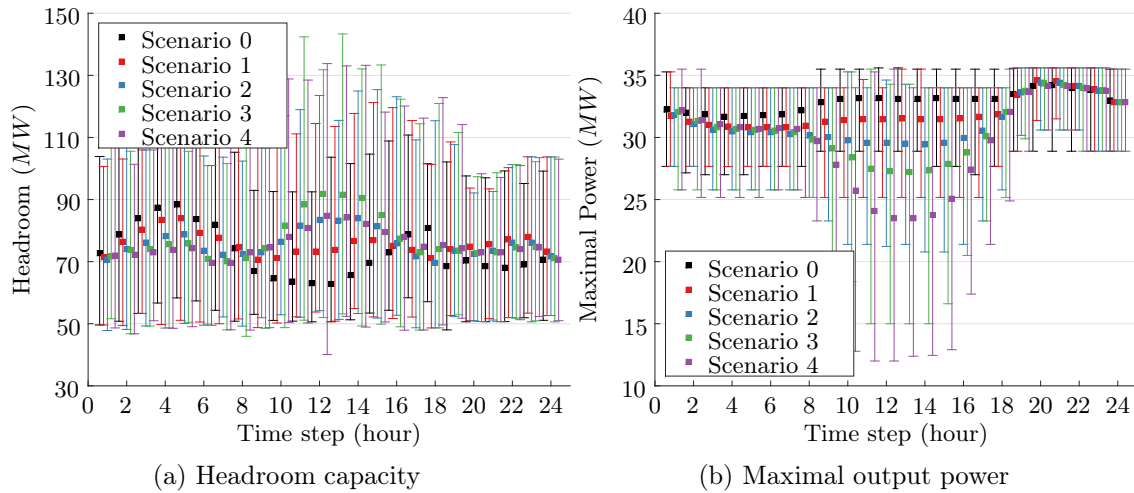 150
130
110
90
70
50
30
Headroom (MW)
Scenario 0
Scenario 1
Scenario 2
Scenario 3
Scenario 4
0 2 4 6 8 10 12 14 16 18 20 22 24
Time step (hour)
(a) Headroom capacity
40
35
30
25
20
15
10
Maximal Power (MW)
Scenario 0
Scenario 1
Scenario 2
Scenario 3
Scenario 4
0 2 4 6 8 10 12 14 16 18 20 22 24
Time step (hour)
(b) Maximal output power